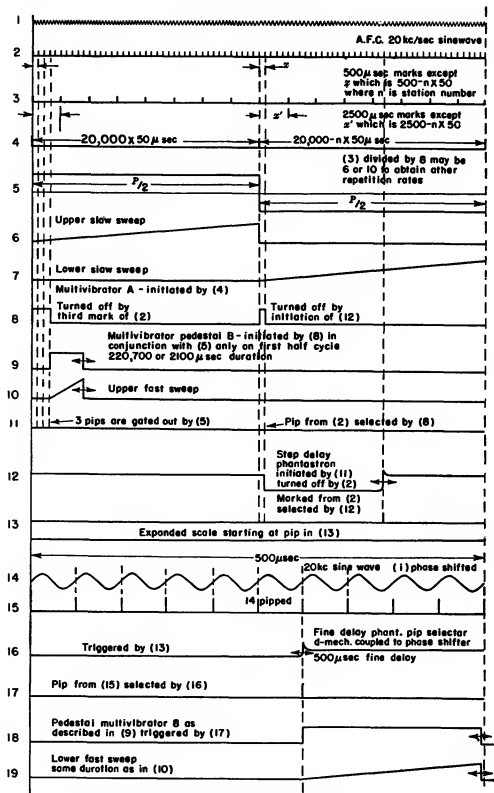 1
A.F.C. 20kc/sec sinewave
2
x
500μsec marks except
x which is 500-n X 50
where n' is station number
3
x'
2500μsec marks except
x' which is 2500-n X 50
4
20,000 X 50μ sec
20,000-n X 50μ sec
(3) divided by 8 may be
6 or 10 to obtain other
repetition rates
P/2
5
P/2
Upper slow sweep
6
Lower slow sweep
7
Multivibrator A - initiated by (4)
Turned off by
third mark of (2)
Turned off by
initiation of (12)
8
Multivibrator pedestal B - initiated by (8) in
conjunction with (5) only on first half cycle
220,700 or 2100μsec duration
9
10
Upper fast sweep
11
3 pips are gated out by (5)
Pip from (2) selected by (8)
Step delay
phantastron
initiated by (11)
turned off by (2)
12
Marked from (2)
selected by (12)
13
Expanded scale starting at pip in (13)
500μsec
20kc sine wave (i) phase shifted
14
14 pipped
15
Triggered by (13)
Fine delay phant. pip selector
d-mech. coupled to phase shifter
16
500μsec fine delay
Pip from (15) selected by (16)
17
Pedestal multivibrator 8 as
described in (9) triggered by (17)
18
Lower fast sweep
same duration as in (10)
19